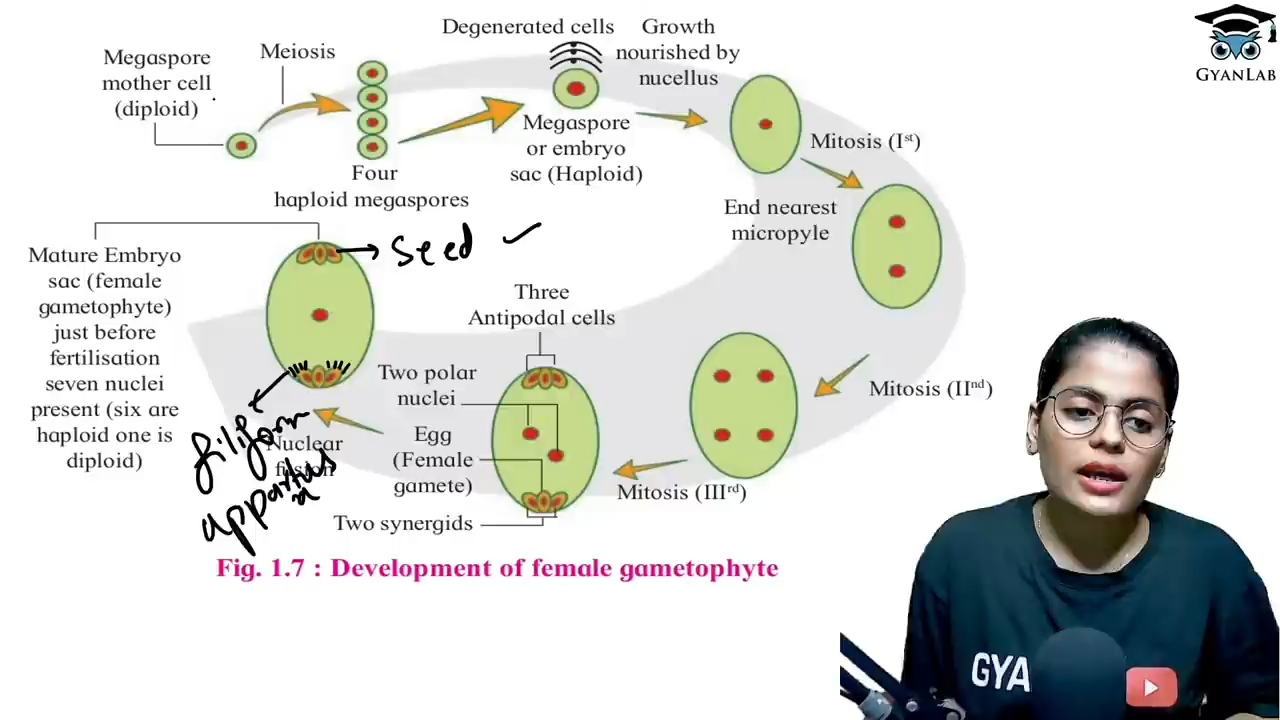 Degenerated cells
Growth
nourished by
nucellus
Megaspore
mother cell
(diploid)
Meiosis
GYANLAB
Four
haploid megaspores
Megaspore
or embryo
sac (Haploid)
Mitosis (Ist)
End nearest
micropyle
Mature Embryo
sac (female
gametophyte)
just before
fertilisation
seven nuclei
present (six are
haploid one is
diploid)
seed
Three
Antipodal cells
Two polar
nuclei
Egg
(Female
gamete)
Two synergids
Mitosis (IInd)
Mitosis (IIIrd)
Nuclear
fusion
filiform
Fig. 1.7 : Development of female gametophyte
GYA